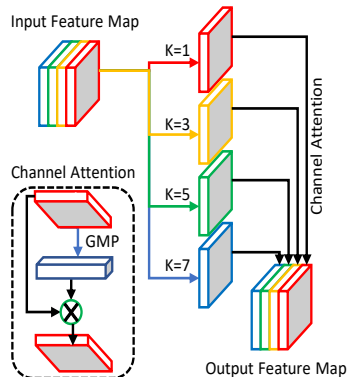 Input Feature Map
K=1
K=3
K=5
K=7
Channel Attention
Channel Attention
GMP
Output Feature Map